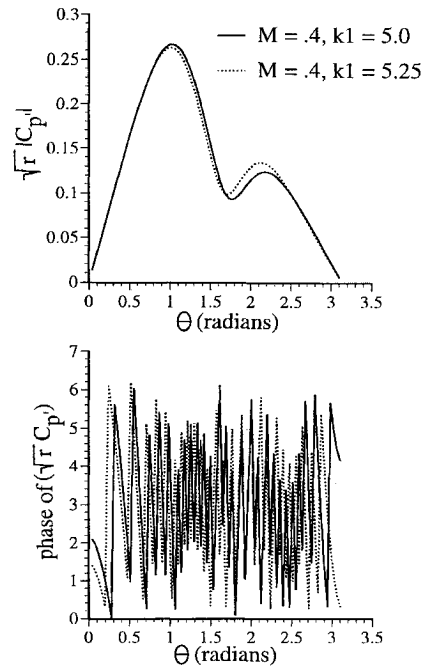 0.3
M = .4, k1 = 5.0
M = .4, k1 = 5.25
0.25
0.2
0.15
0.1
0.05
0
√r |Cp'|
0 0.5 1 1.5 2 2.5 3 3.5
θ (radians)
7
6
5
4
3
2
1
0
phase of (√r Cp')
0 0.5 1 1.5 2 2.5 3 3.5
θ (radians)